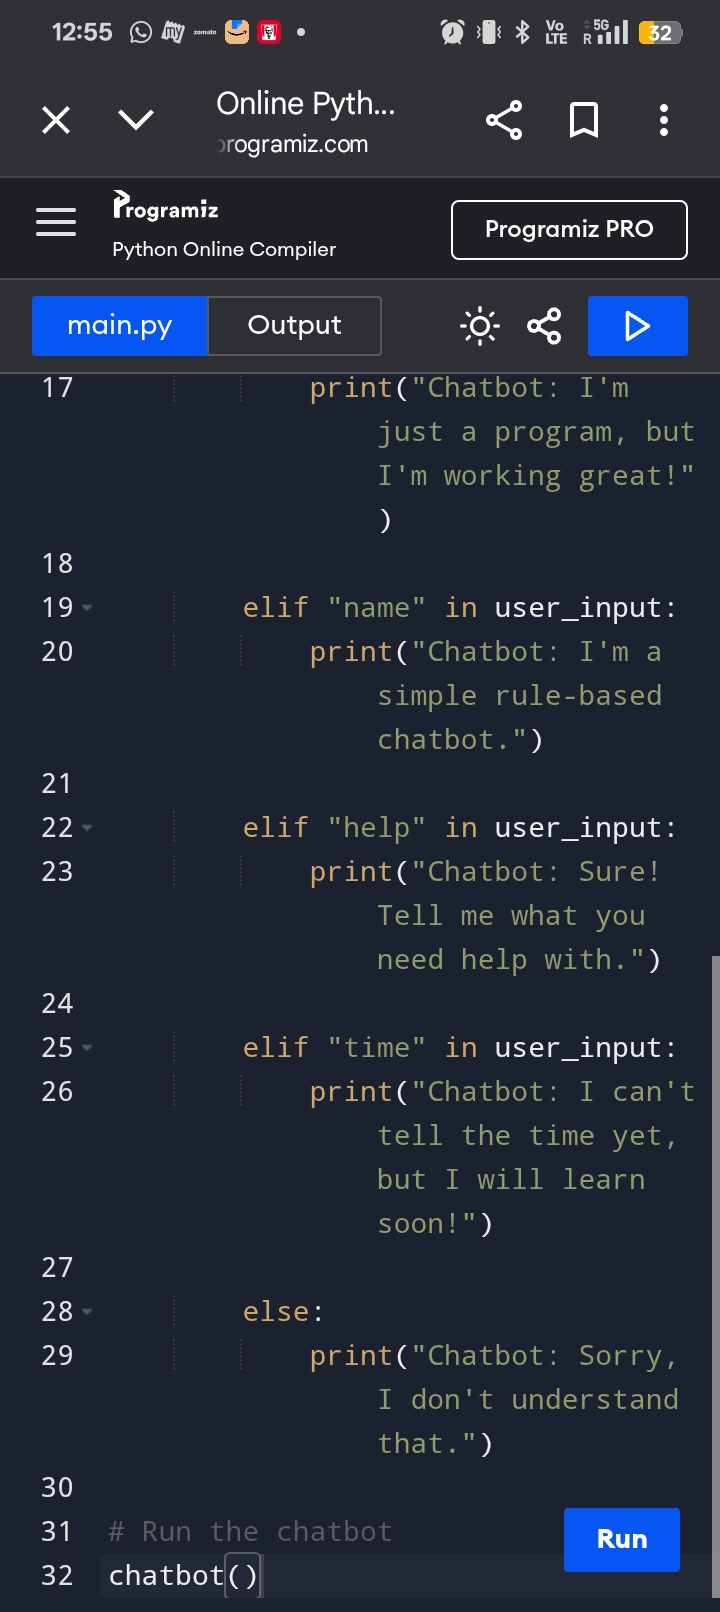 12:55 my zomato Vo LTE R 5G 32
Online Pyth...
programiz.com
Programiz
Python Online Compiler
Programiz PRO
main.py Output
17 print("Chatbot: I'm
just a program, but
I'm working great!"
)
18
19 elif "name" in user_input:
20 print("Chatbot: I'm a
simple rule-based
chatbot.")
21
22 elif "help" in user_input:
23 print("Chatbot: Sure!
Tell me what you
need help with.")
24
25 elif "time" in user_input:
26 print("Chatbot: I can't
tell the time yet,
but I will learn
soon!")
27
28 else:
29 print("Chatbot: Sorry,
I don't understand
that.")
30
31 # Run the chatbot
Run
32 chatbot()